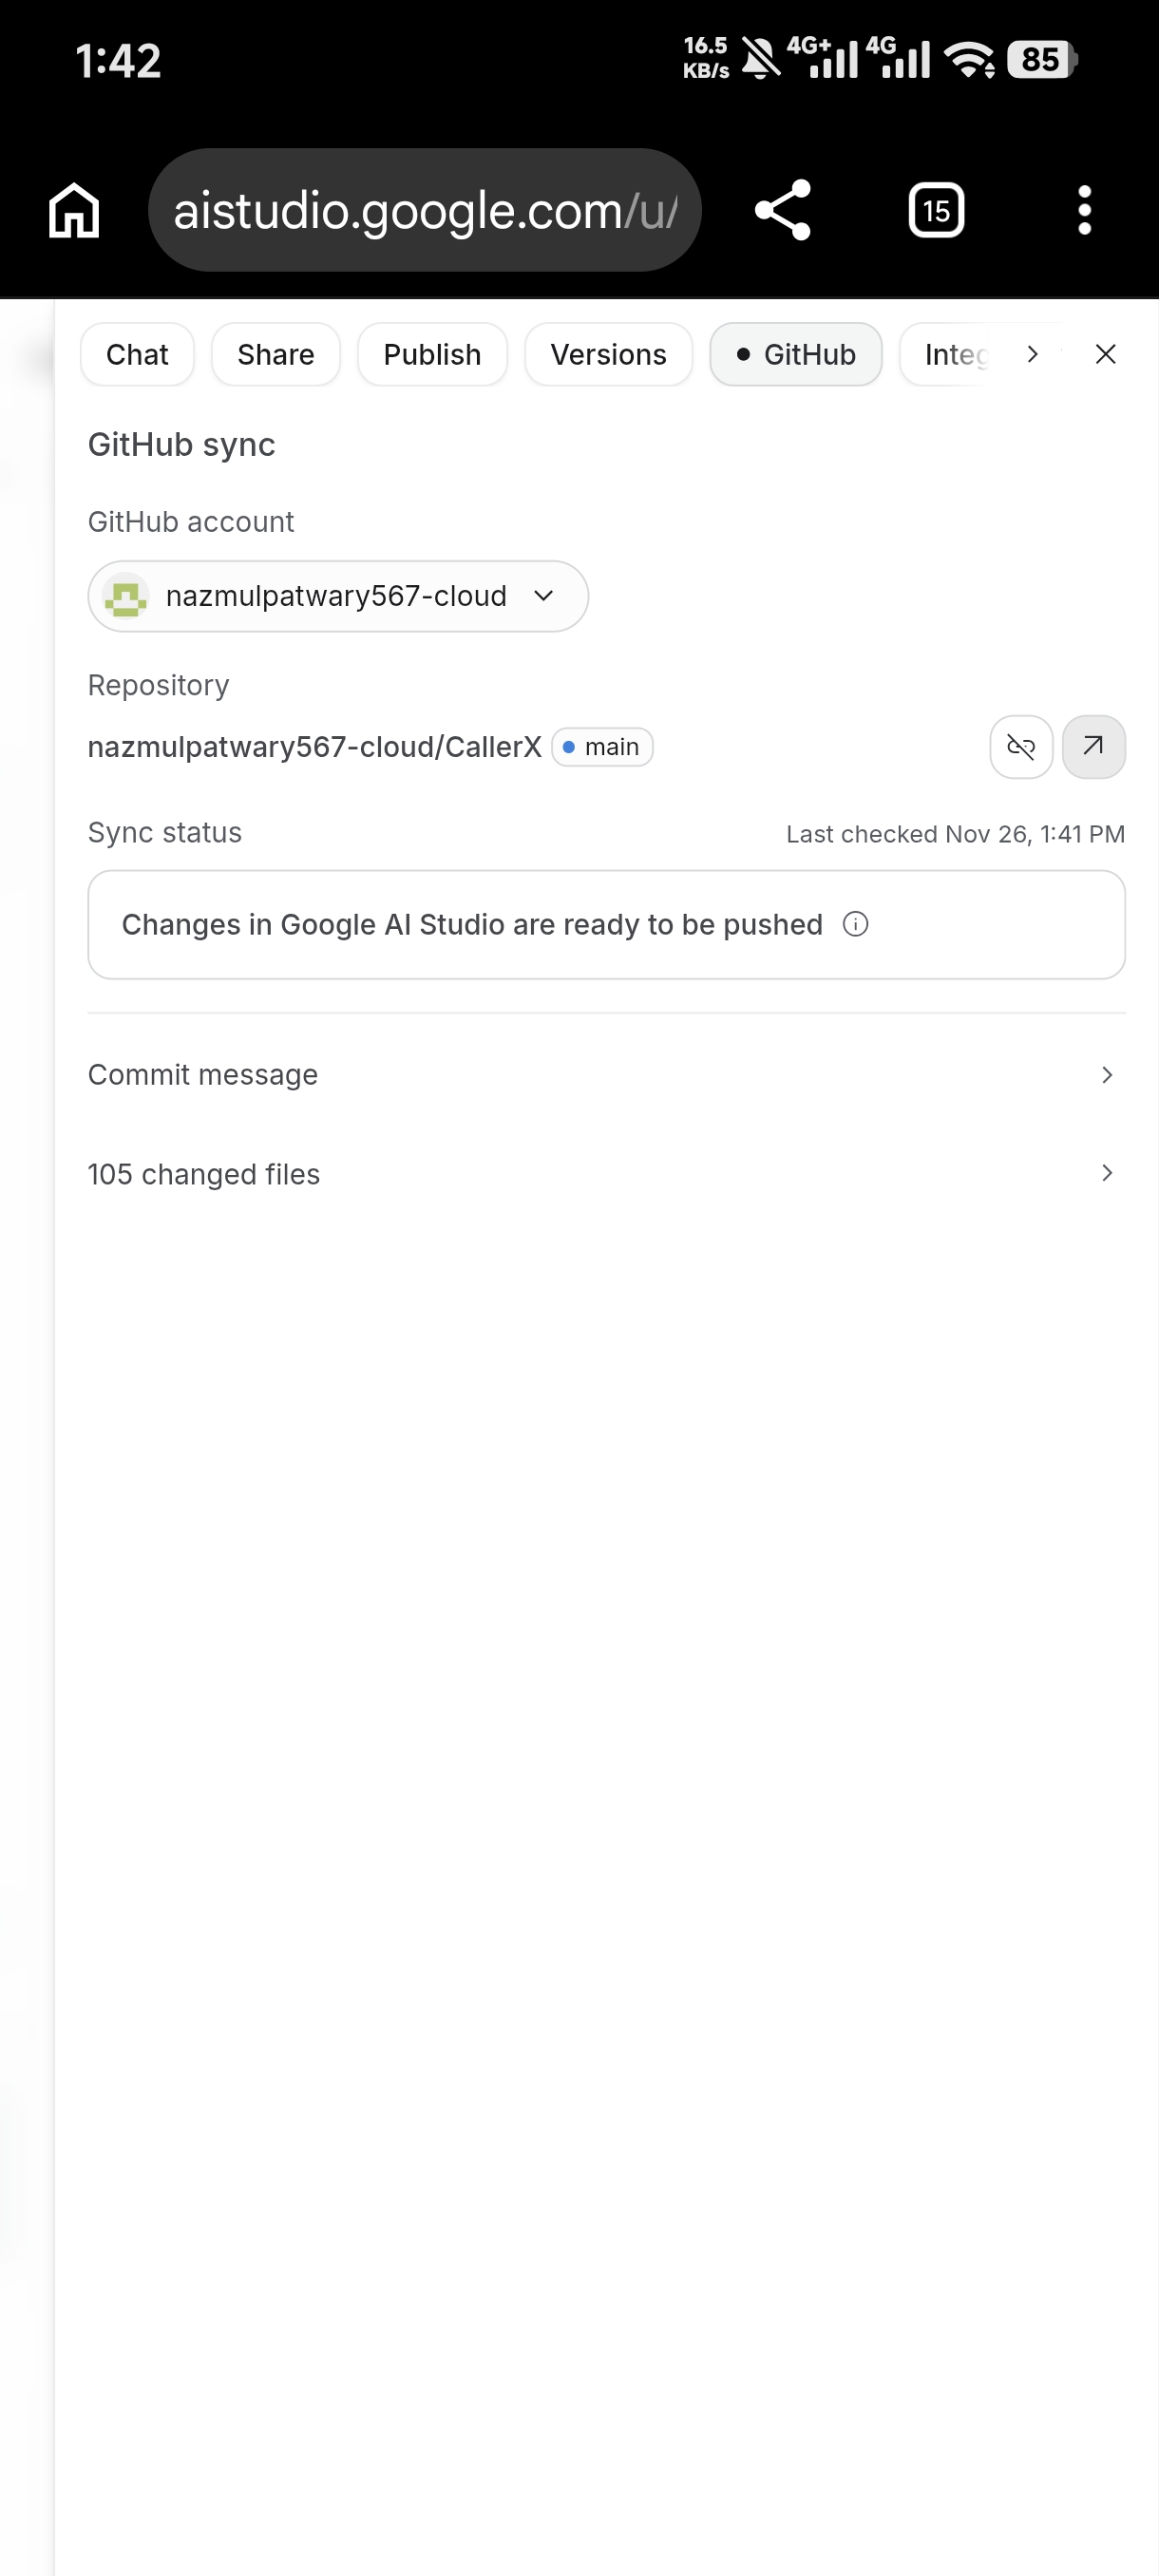 1:42
16.5
KB/s
4G+
4G
85
aistudio.google.com/u/
15
Chat
Share
Publish
Versions
GitHub
Integ
GitHub sync
GitHub account
nazmulpatwary567-cloud
Repository
nazmulpatwary567-cloud/CallerX
main
Sync status
Last checked Nov 26, 1:41 PM
Changes in Google AI Studio are ready to be pushed
Commit message
105 changed files